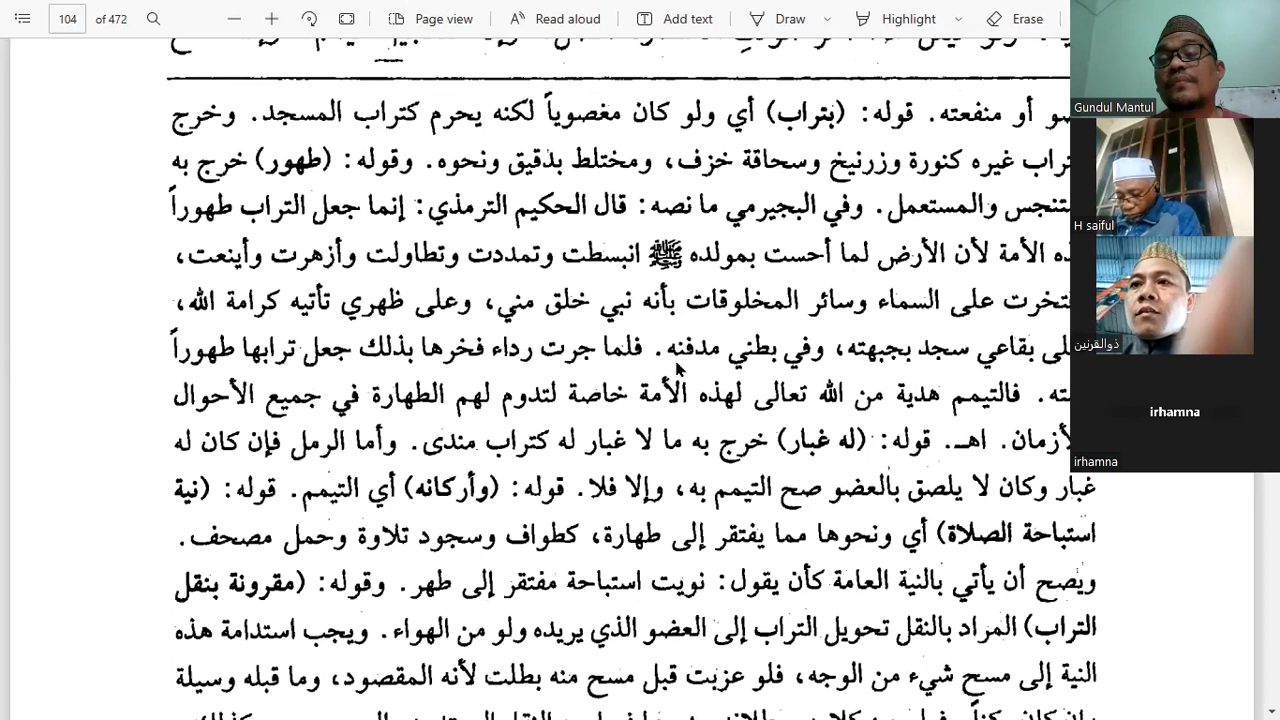 104 of 472 Page view Read aloud Add text Draw Highlight Erase
أو منفعته. قوله: (بتراب) أي ولو كان مغصوباً لكنه يحرم كتراب المسجد. وخرج
غيره كنورة وزرنيخ وسحاقة خزف، ومختلط بدقيق ونحوه. وقوله: (طهور) خرج به
والمستعمل. وفي البجيرمي ما نصه: قال الحكيم الترمذي: إنما جعل التراب طهوراً
الأمة لأن الأرض لما أحست بمولده ﷺ انبسطت وتمددت وتطاولت وأزهرت وأينعت،
على السماء وسائر المخلوقات بأنه نبي خلق مني، وعلى ظهري تأتيه كرامة الله،
بقاعي سجد بجبهته، وفي بطني مدفنه. فلما جرت رداء فخرها بذلك جعل ترابها طهوراً
فالتيمم هدية من الله تعالى لهذه الأمة خاصة لتدوم لهم الطهارة في جميع الأحوال
اهـ. قوله: (له غبار) خرج به ما لا غبار له كتراب مندى. وأما الرمل فإن كان له
غبار وكان لا يلصق بالعضو صح التيمم به، وإلا فلا. قوله: (وأركانه) أي التيمم. قوله: (نية
استباحة الصلاة) أي ونحوها مما يفتقر إلى طهارة، كطواف وسجود تلاوة وحمل مصحف.
ويصح أن يأتي بالنية العامة كأن يقول: نويت استباحة مفتقر إلى طهر. وقوله: (مقرونة بنقل
التراب) المراد بالنقل تحويل التراب إلى العضو الذي يريده ولو من الهواء. ويجب استدامة هذه
النية إلى مسح شيء من الوجه، فلو عزبت قبل مسح منه بطلت لأنه المقصود، وما قبله وسيلة
Gundul Mantul
H saiful
ذوالقرنين
irhamna
irhamna